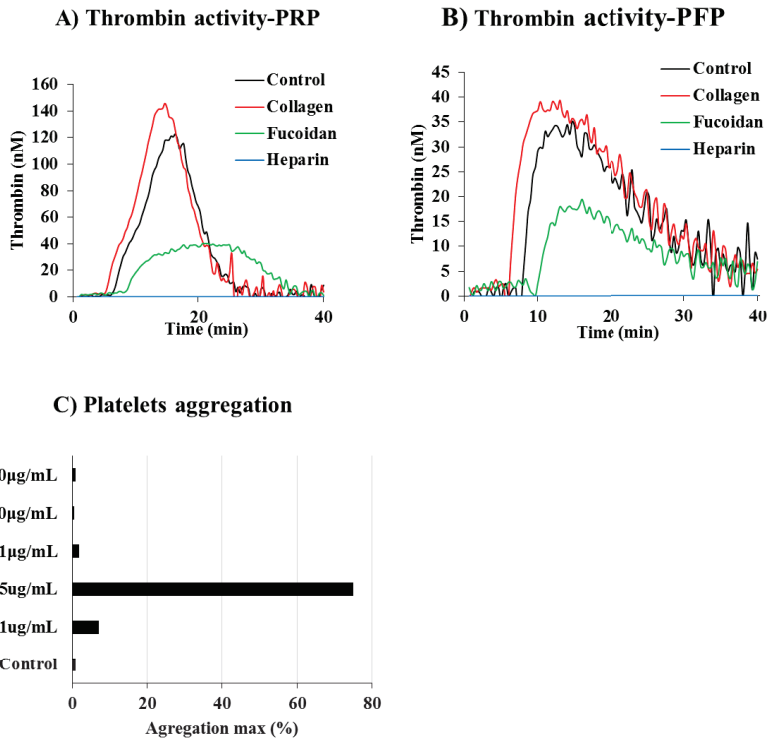 A) Thrombin activity-PRP
160
140
120
100
80
60
40
20
0
Thrombin (nM)
Control
Collagen
Fucoidan
Heparin
0
20
40
Time (min)
B) Thrombin activity-PFP
45
40
35
30
25
20
15
10
5
0
Thrombin (nM)
Control
Collagen
Fucoidan
Heparin
0
10
20
30
40
Time (min)
C) Platelets aggregation
0µg/mL
0µg/mL
1µg/mL
5ug/mL
1ug/mL
Control
0
20
40
60
80
Agregation max (%)